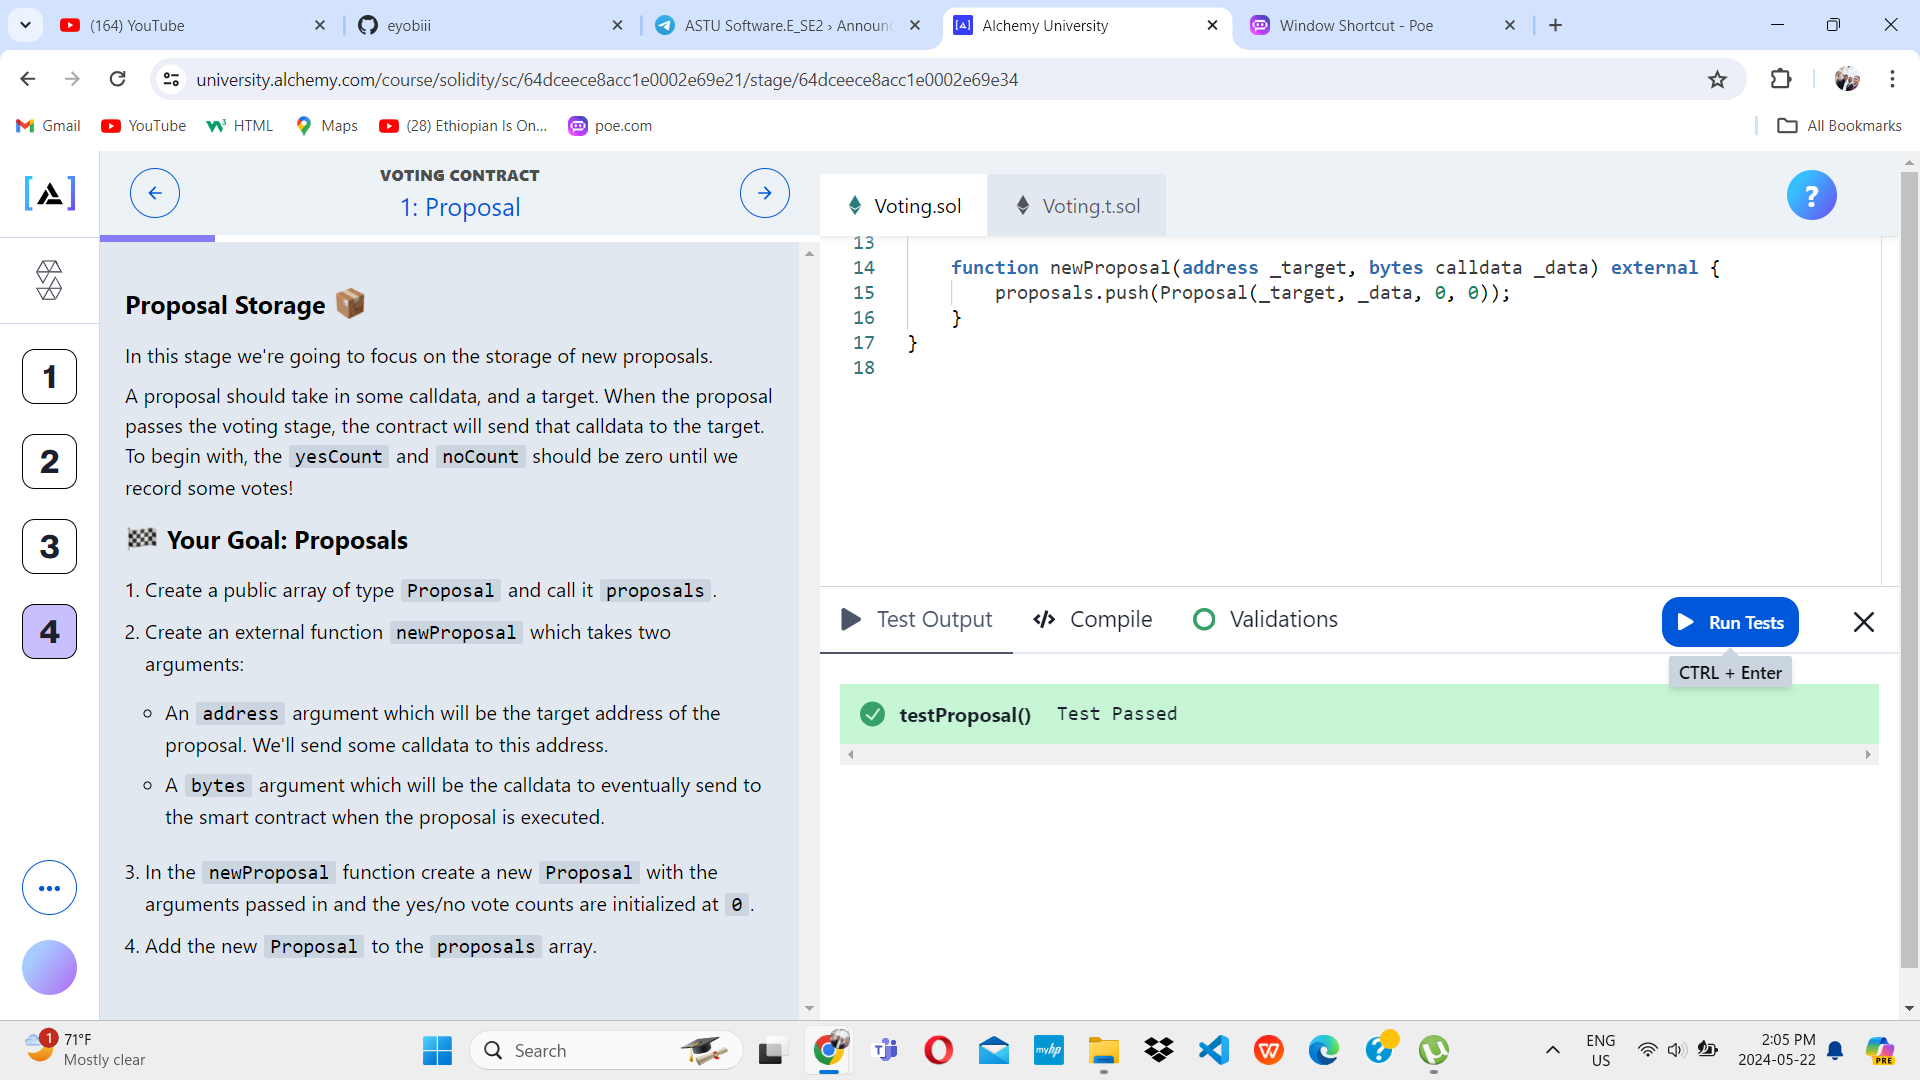 (164) YouTube
eyobiii
ASTU Software.E_SE2 › Announc
Alchemy University
Window Shortcut - Poe
university.alchemy.com/course/solidity/sc/64dceece8acc1e0002e69e21/stage/64dceece8acc1e0002e69e34
Gmail
YouTube
HTML
Maps
(28) Ethiopian Is On...
poe.com
All Bookmarks
VOTING CONTRACT
1: Proposal
1
2
3
4
Proposal Storage
In this stage we're going to focus on the storage of new proposals.
A proposal should take in some calldata, and a target. When the proposal
passes the voting stage, the contract will send that calldata to the target.
To begin with, the yesCount and noCount should be zero until we
record some votes!
Your Goal: Proposals
1. Create a public array of type Proposal and call it proposals.
2. Create an external function newProposal which takes two
arguments:
An address argument which will be the target address of the
proposal. We'll send some calldata to this address.
A bytes argument which will be the calldata to eventually send to
the smart contract when the proposal is executed.
3. In the newProposal function create a new Proposal with the
arguments passed in and the yes/no vote counts are initialized at 0.
4. Add the new Proposal to the proposals array.
Voting.sol
Voting.t.sol
?
13
14 function newProposal(address _target, bytes calldata _data) external {
15 proposals.push(Proposal(_target, _data, 0, 0));
16 }
17 }
18
Test Output
Compile
Validations
Run Tests
CTRL + Enter
testProposal() Test Passed
1
71°F
Mostly clear
Search
myhp
ENG
US
2:05 PM
2024-05-22
PRE